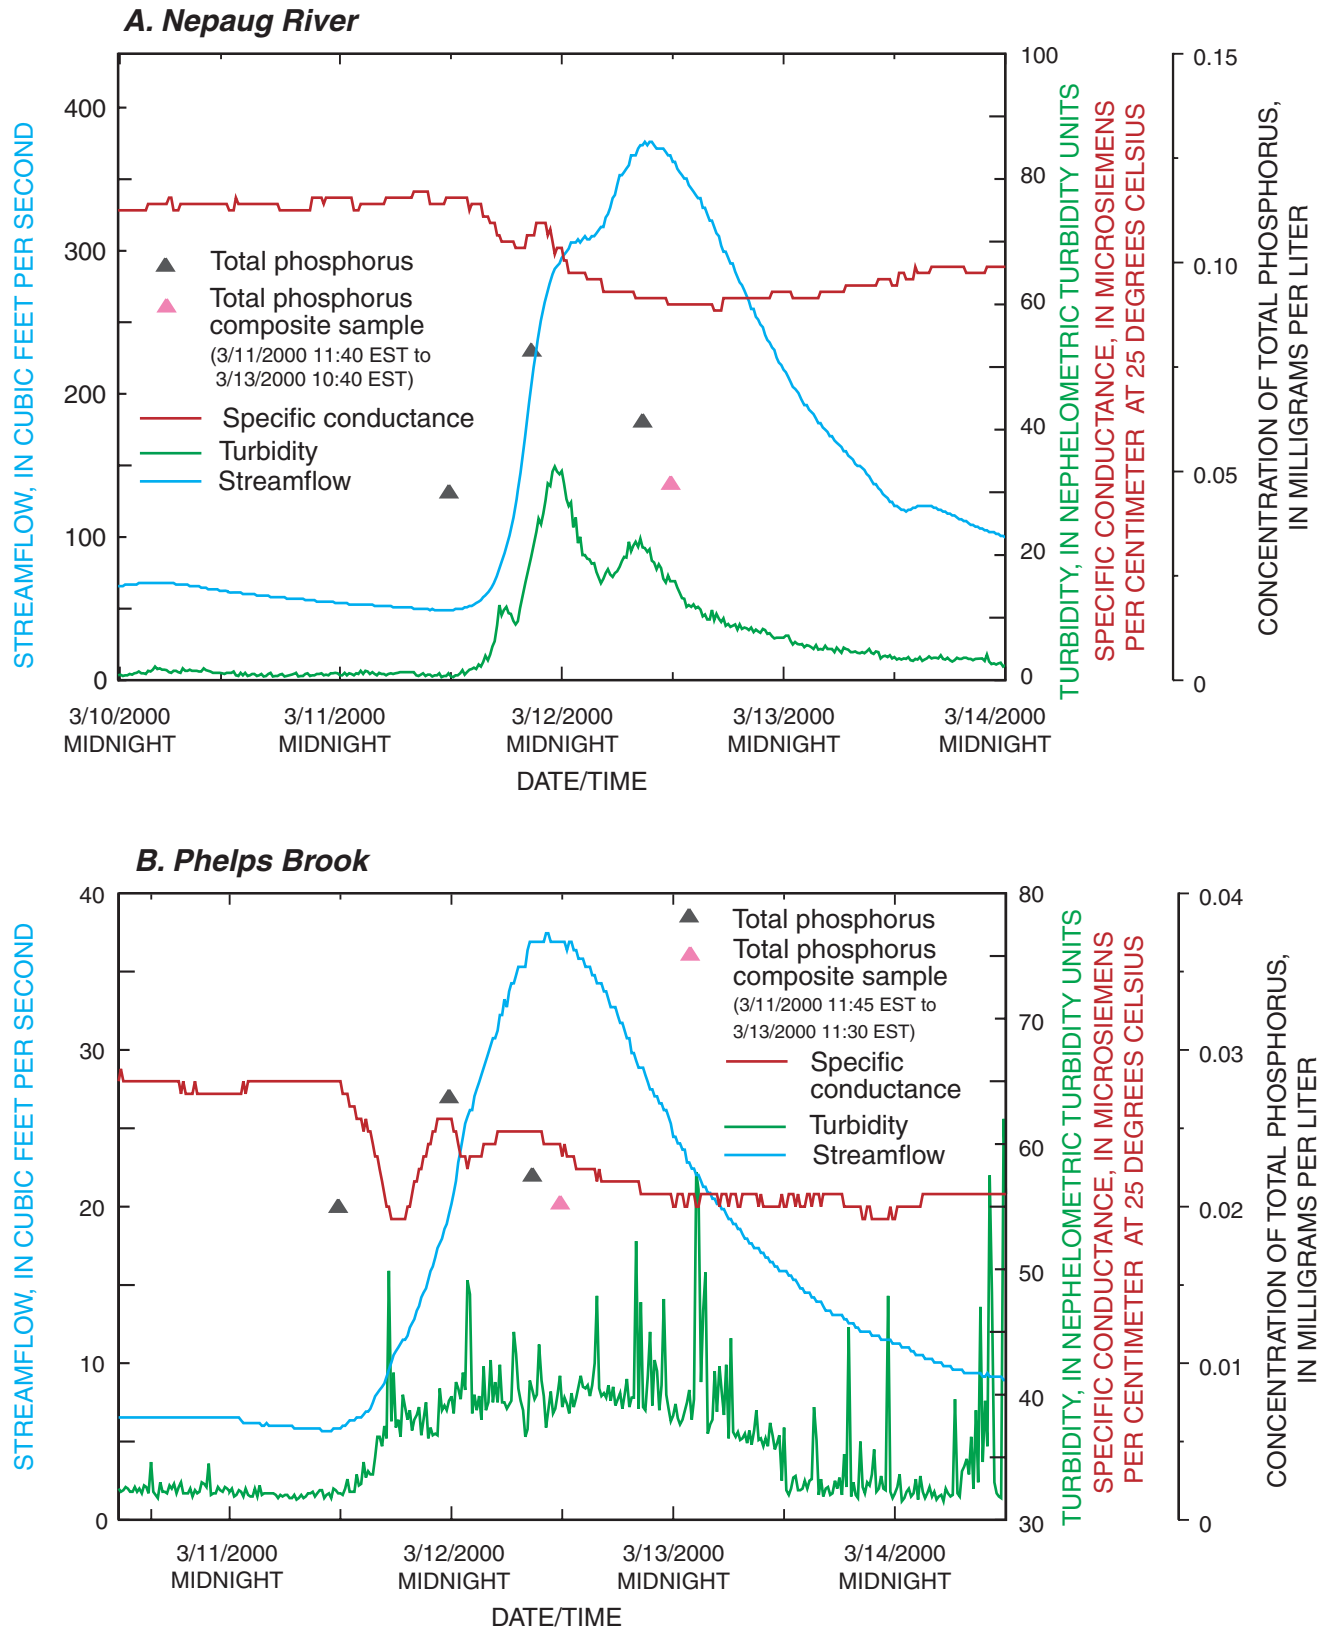 A. Nepaug River
STREAMFLOW, IN CUBIC FEET PER SECOND
400
300
200
100
0
Total phosphorus
Total phosphorus
composite sample
(3/11/2000 11:40 EST to
3/13/2000 10:40 EST)
Specific conductance
Turbidity
Streamflow
100
80
60
40
20
0
TURBIDITY, IN NEPHELOMETRIC TURBIDITY UNITS
SPECIFIC CONDUCTANCE, IN MICROSIEMENS
PER CENTIMETER AT 25 DEGREES CELSIUS
0.15
0.10
0.05
0
CONCENTRATION OF TOTAL PHOSPHORUS,
IN MILLIGRAMS PER LITER
3/10/2000
MIDNIGHT
3/11/2000
MIDNIGHT
3/12/2000
MIDNIGHT
3/13/2000
MIDNIGHT
3/14/2000
MIDNIGHT
DATE/TIME
B. Phelps Brook
STREAMFLOW, IN CUBIC FEET PER SECOND
40
30
20
10
0
Total phosphorus
Total phosphorus
composite sample
(3/11/2000 11:45 EST to
3/13/2000 11:30 EST)
Specific
conductance
Turbidity
Streamflow
80
70
60
50
40
30
TURBIDITY, IN NEPHELOMETRIC TURBIDITY UNITS
SPECIFIC CONDUCTANCE, IN MICROSIEMENS
PER CENTIMETER AT 25 DEGREES CELSIUS
0.04
0.03
0.02
0.01
0
CONCENTRATION OF TOTAL PHOSPHORUS,
IN MILLIGRAMS PER LITER
3/11/2000
MIDNIGHT
3/12/2000
MIDNIGHT
3/13/2000
MIDNIGHT
3/14/2000
MIDNIGHT
DATE/TIME